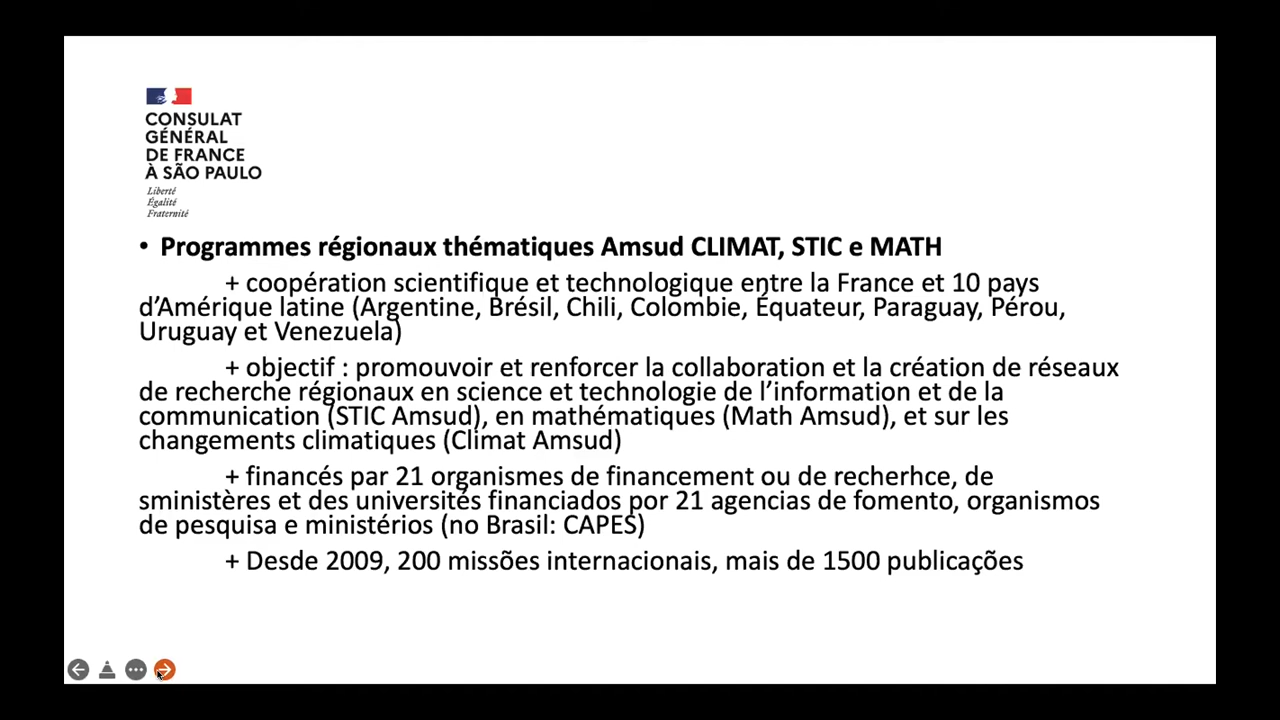 CONSULAT
GÉNÉRAL
DE FRANCE
À SÃO PAULO
Liberté
Égalité
Fraternité
• Programmes régionaux thématiques Amsud CLIMAT, STIC e MATH
+ coopération scientifique et technologique entre la France et 10 pays
d’Amérique latine (Argentine, Brésil, Chili, Colombie, Équateur, Paraguay, Pérou,
Uruguay et Venezuela)
+ objectif : promouvoir et renforcer la collaboration et la création de réseaux
de recherche régionaux en science et technologie de l’information et de la
communication (STIC Amsud), en mathématiques (Math Amsud), et sur les
changements climatiques (Climat Amsud)
+ financés par 21 organismes de financement ou de recherhce, de
sministères et des universités financiados por 21 agencias de fomento, organismos
de pesquisa e ministérios (no Brasil: CAPES)
+ Desde 2009, 200 missões internacionais, mais de 1500 publicações